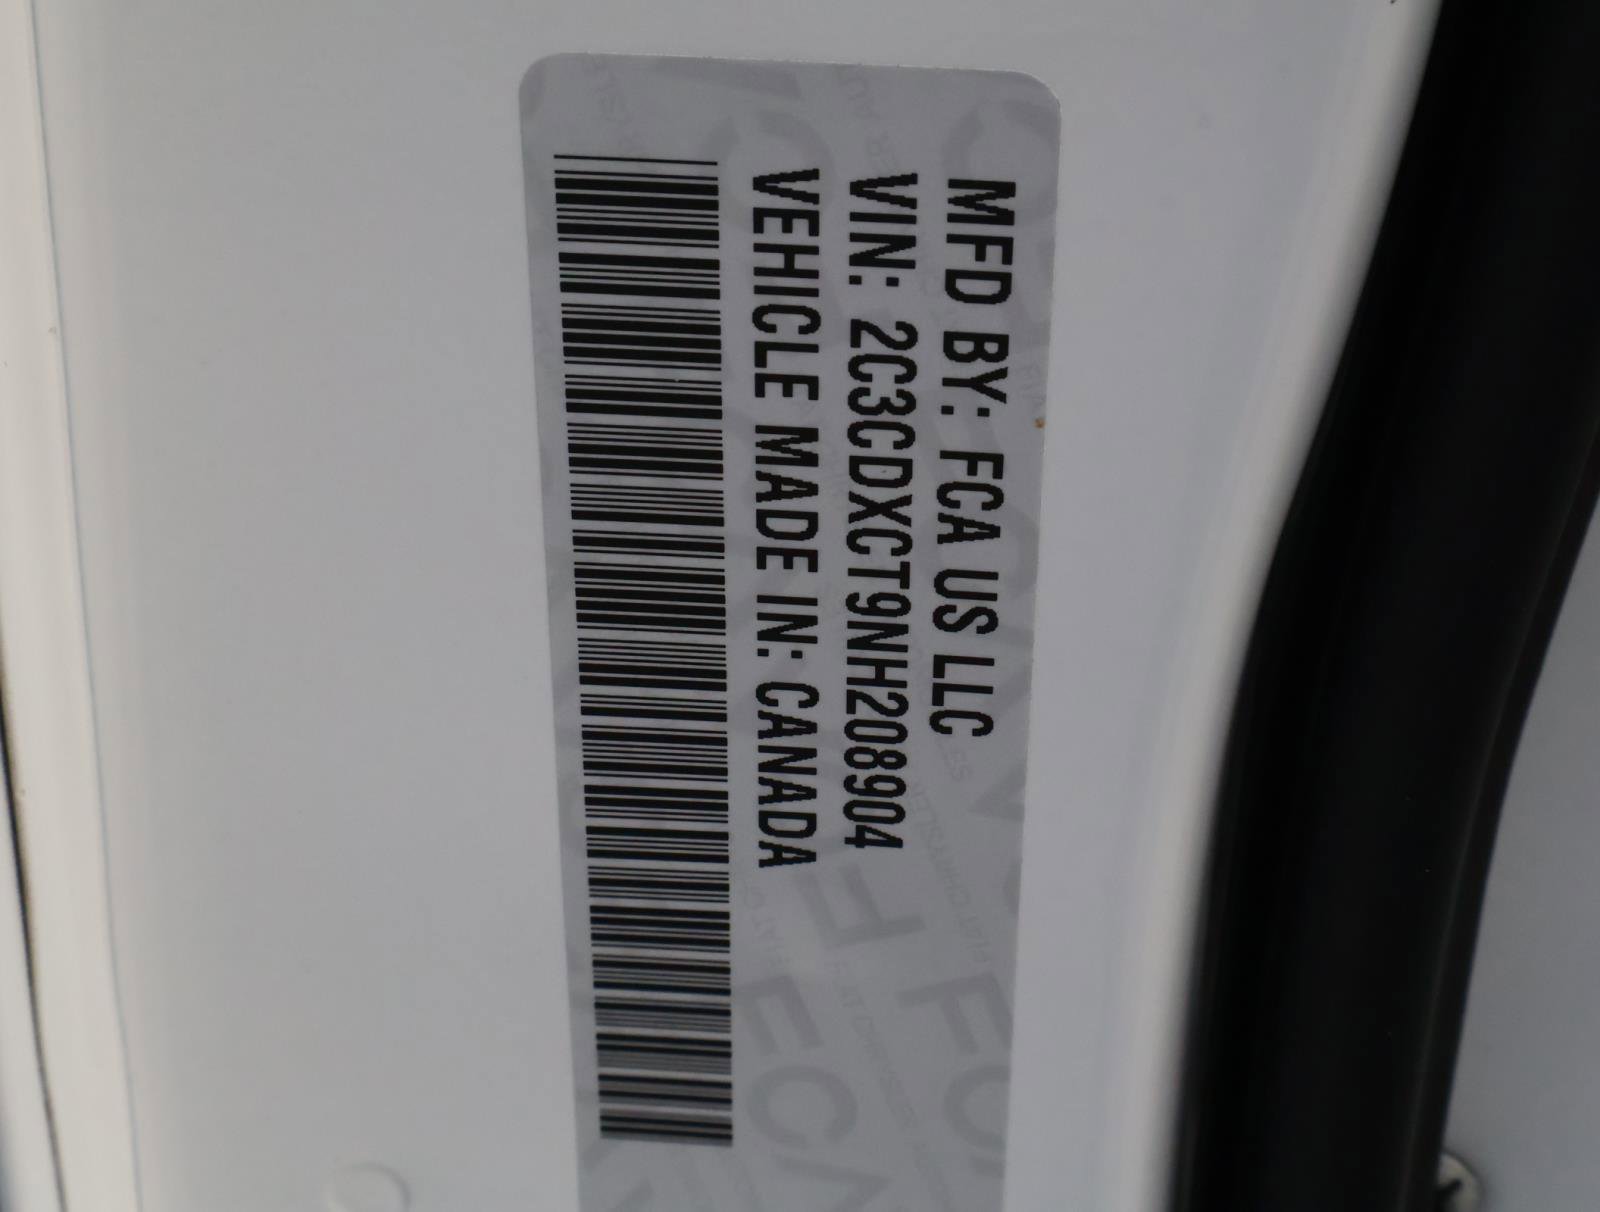 MFD BY: FCA US LLC
VIN: 2C3CDXCT9NH208904
VEHICLE MADE IN: CANADA